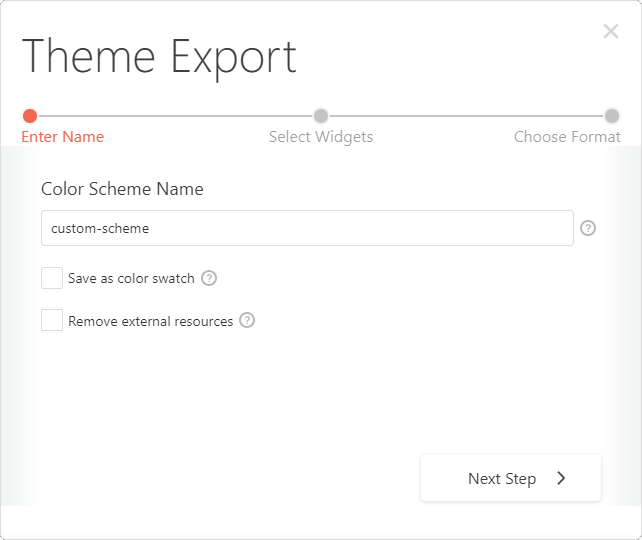 Theme Export
Enter Name
Select Widgets
Choose Format
Color Scheme Name
custom-scheme
?
Save as color swatch ?
Remove external resources ?
Next Step